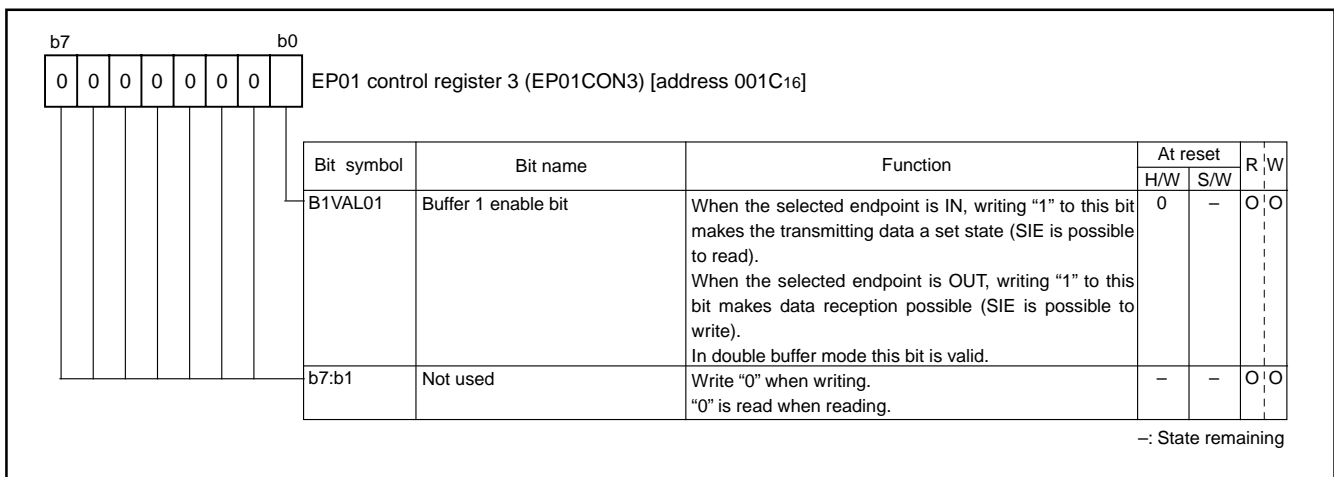 b7 b0
0 0 0 0 0 0 0 EP01 control register 3 (EP01CON3) [address 001C16]
Bit symbol Bit name Function At reset R W
H/W S/W
B1VAL01 Buffer 1 enable bit When the selected endpoint is IN, writing “1” to this bit 0 – O O
makes the transmitting data a set state (SIE is possible
to read).
When the selected endpoint is OUT, writing “1” to this
bit makes data reception possible (SIE is possible to
write).
In double buffer mode this bit is valid.
b7:b1 Not used Write “0” when writing. – – O O
“0” is read when reading.
–: State remaining